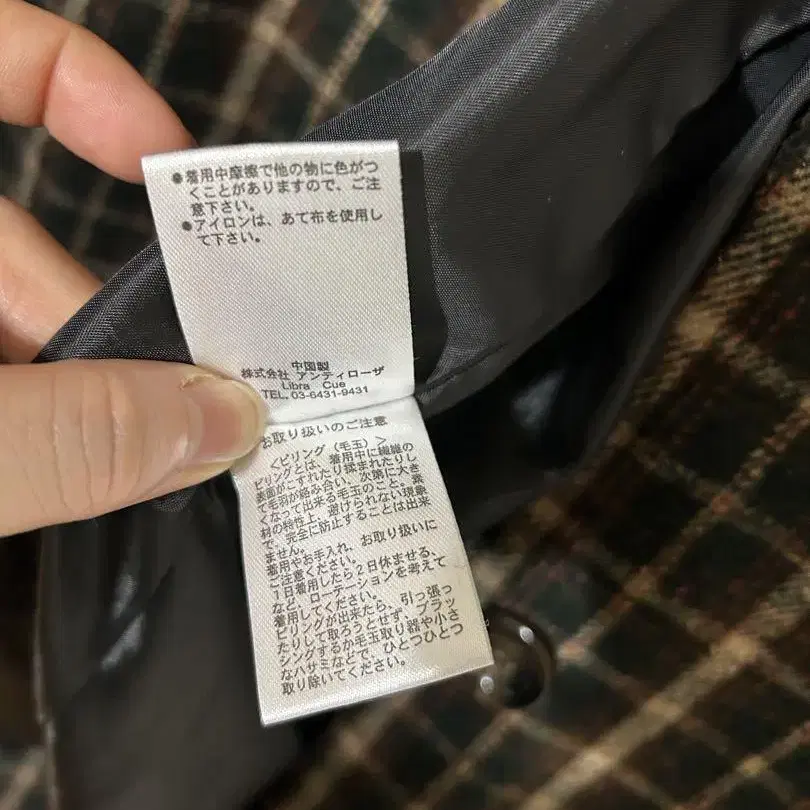 ●着用中摩擦で他の物に色がつ
くことがありますので、ご注
意下さい。
●アイロンは、あて布を使用し
て下さい。
中国製
株式会社 アンティローザ
Libra Cue
TEL.03-6431-9431
お取り扱いのご注意
＜ピリング（毛玉）＞
ピリングとは、着用中に繊維の
表面がこすれたり揉まれたりし
て毛羽が絡み合い、次第に大き
くなって出来る毛玉のこと。素
材の特性上、避けられない現象
で、完全に防止することは出来
ません。
着用やお手入れ、お取り扱いに
ご注意ください。
1日着用したら2日休ませる、
など、ローテーションを考えて
着用してください。
ピリングが出来たら、引っ張っ
たりして取ろうとせず、ブラッ
シングするか毛玉取り器や小さ
なハサミなどで、ひとつひとつ
取り除いてください。